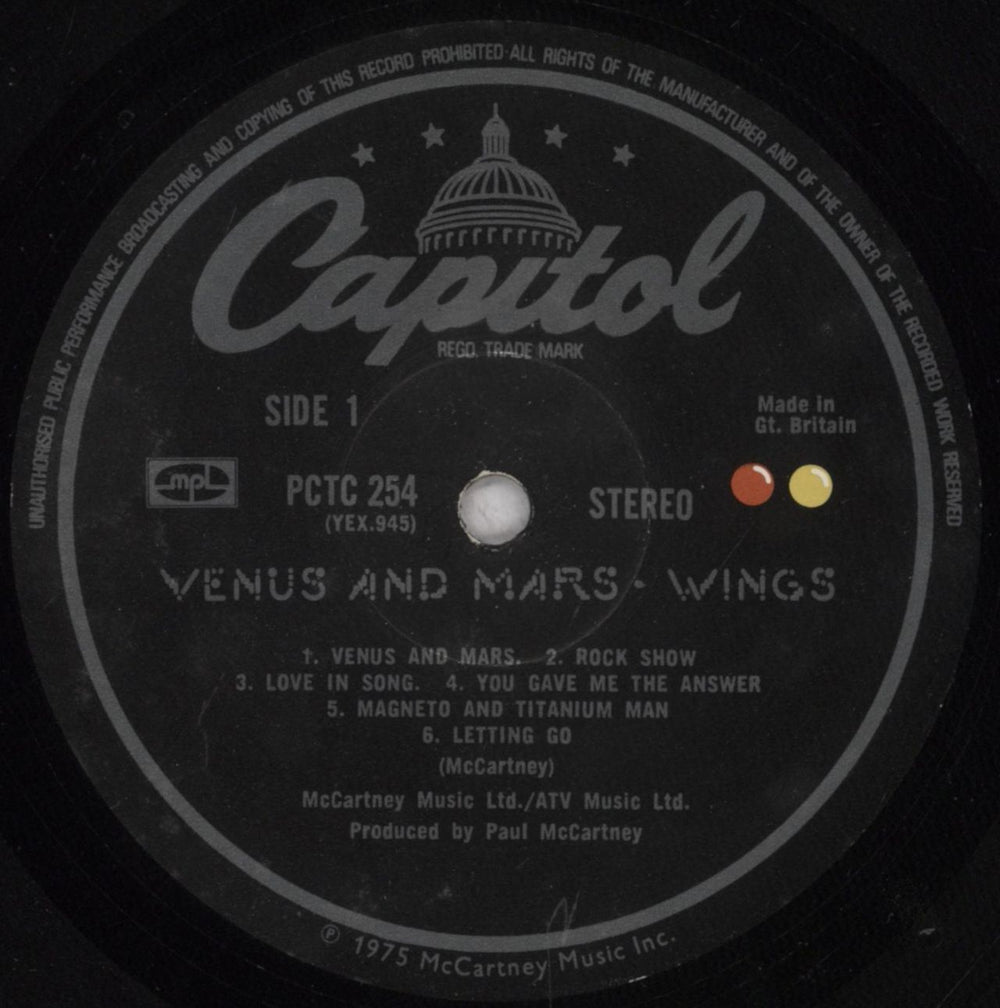 UNAUTHORISED PUBLIC PERFORMANCE BROADCASTING AND COPYING OF THIS RECORD PROHIBITED·ALL RIGHTS OF THE MANUFACTURER AND OF THE OWNER OF THE RECORDED WORK RESERVED
Capitol
REGD. TRADE MARK
SIDE 1
Made in
Gt. Britain
mpl
PCTC 254
STEREO
(YEX.945)
VENUS AND MARS · WINGS
1. VENUS AND MARS. 2. ROCK SHOW
3. LOVE IN SONG. 4. YOU GAVE ME THE ANSWER
5. MAGNETO AND TITANIUM MAN
6. LETTING GO
(McCartney)
McCartney Music Ltd./ATV Music Ltd.
Produced by Paul McCartney
℗ 1975 McCartney Music Inc.